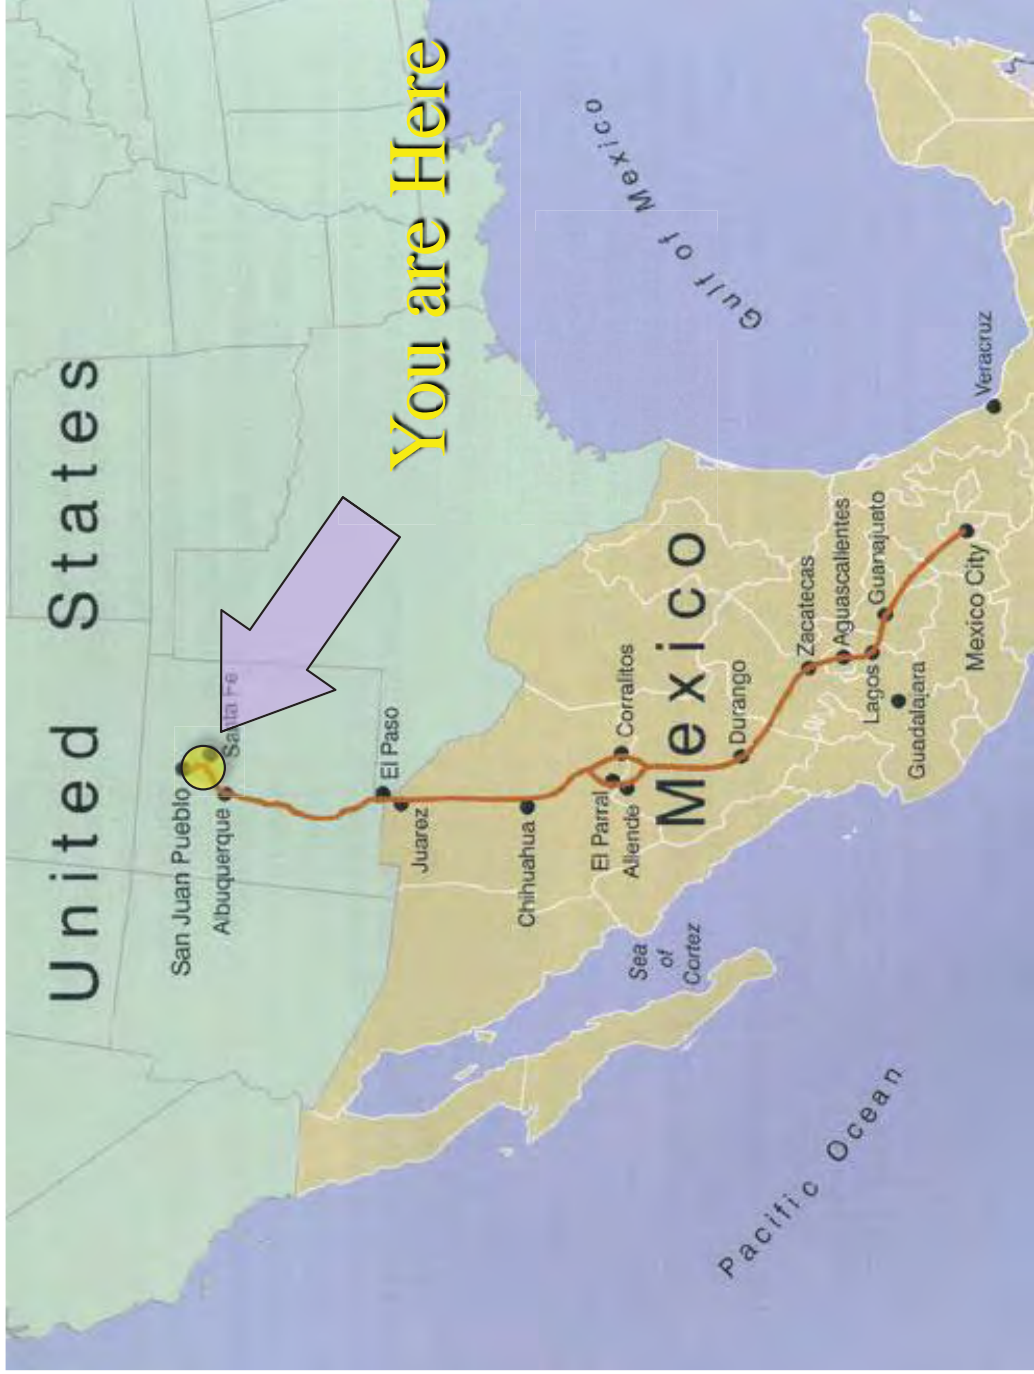 United States
San Juan Pueblo
Santa Fe
Albuquerque
You are Here
El Paso
Juarez
Chihuahua
El Parral
Allende
Corralitos
Mexico
Durango
Zacatecas
Aguascalientes
Lagos
Guanajuato
Guadalajara
Mexico City
Veracruz
Gulf of Mexico
Sea
of
Cortez
Pacific Ocean